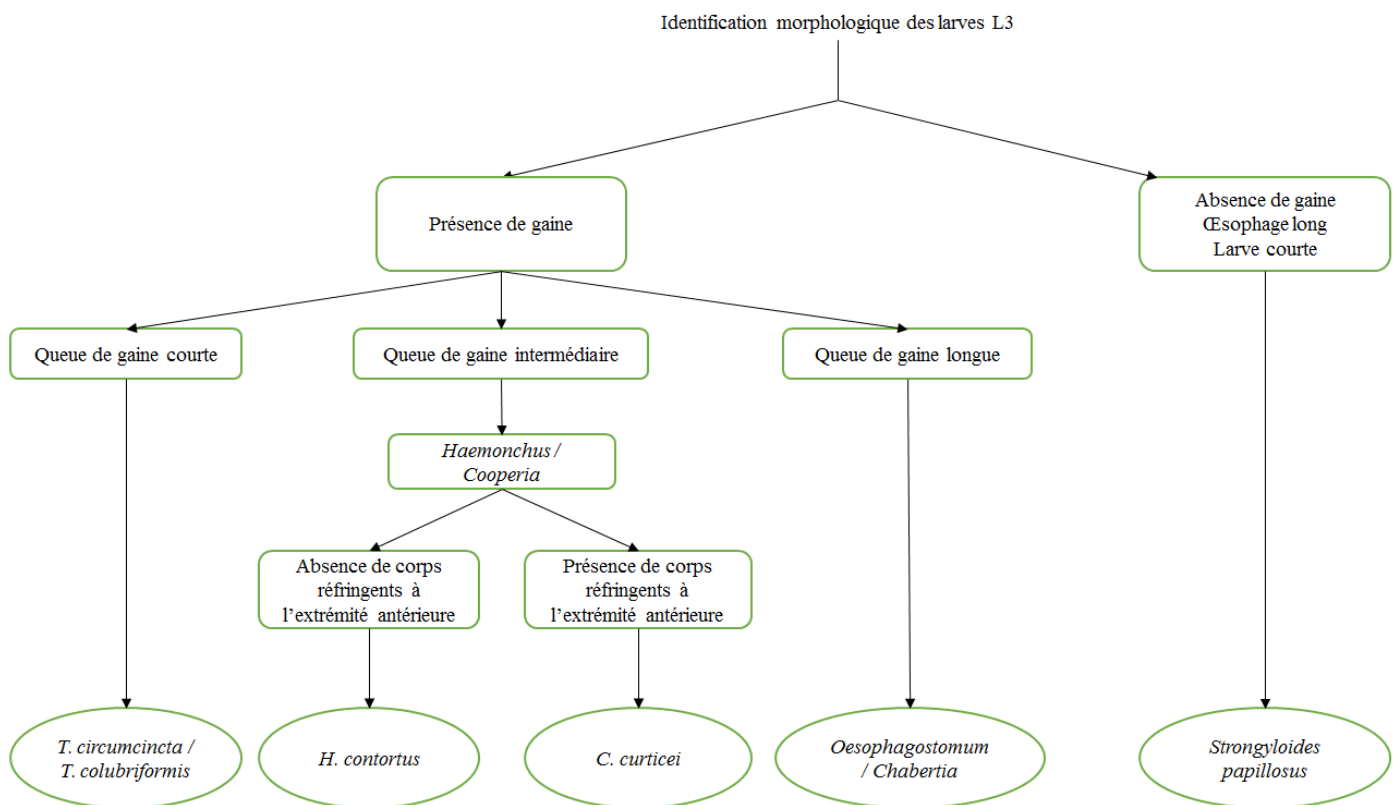 Identification morphologique des larves L3
Présence de gaine
Absence de gaine
Œsophage long
Larve courte
Queue de gaine courte
Queue de gaine intermédiaire
Queue de gaine longue
Haemonchus /
Cooperia
Absence de corps
réfringents à
l’extrémité antérieure
Présence de corps
réfringents à
l’extrémité antérieure
T. circumcincta /
T. colubriformis
H. contortus
C. curticei
Oesophagostomum
/ Chabertia
Strongyloides
papillosus